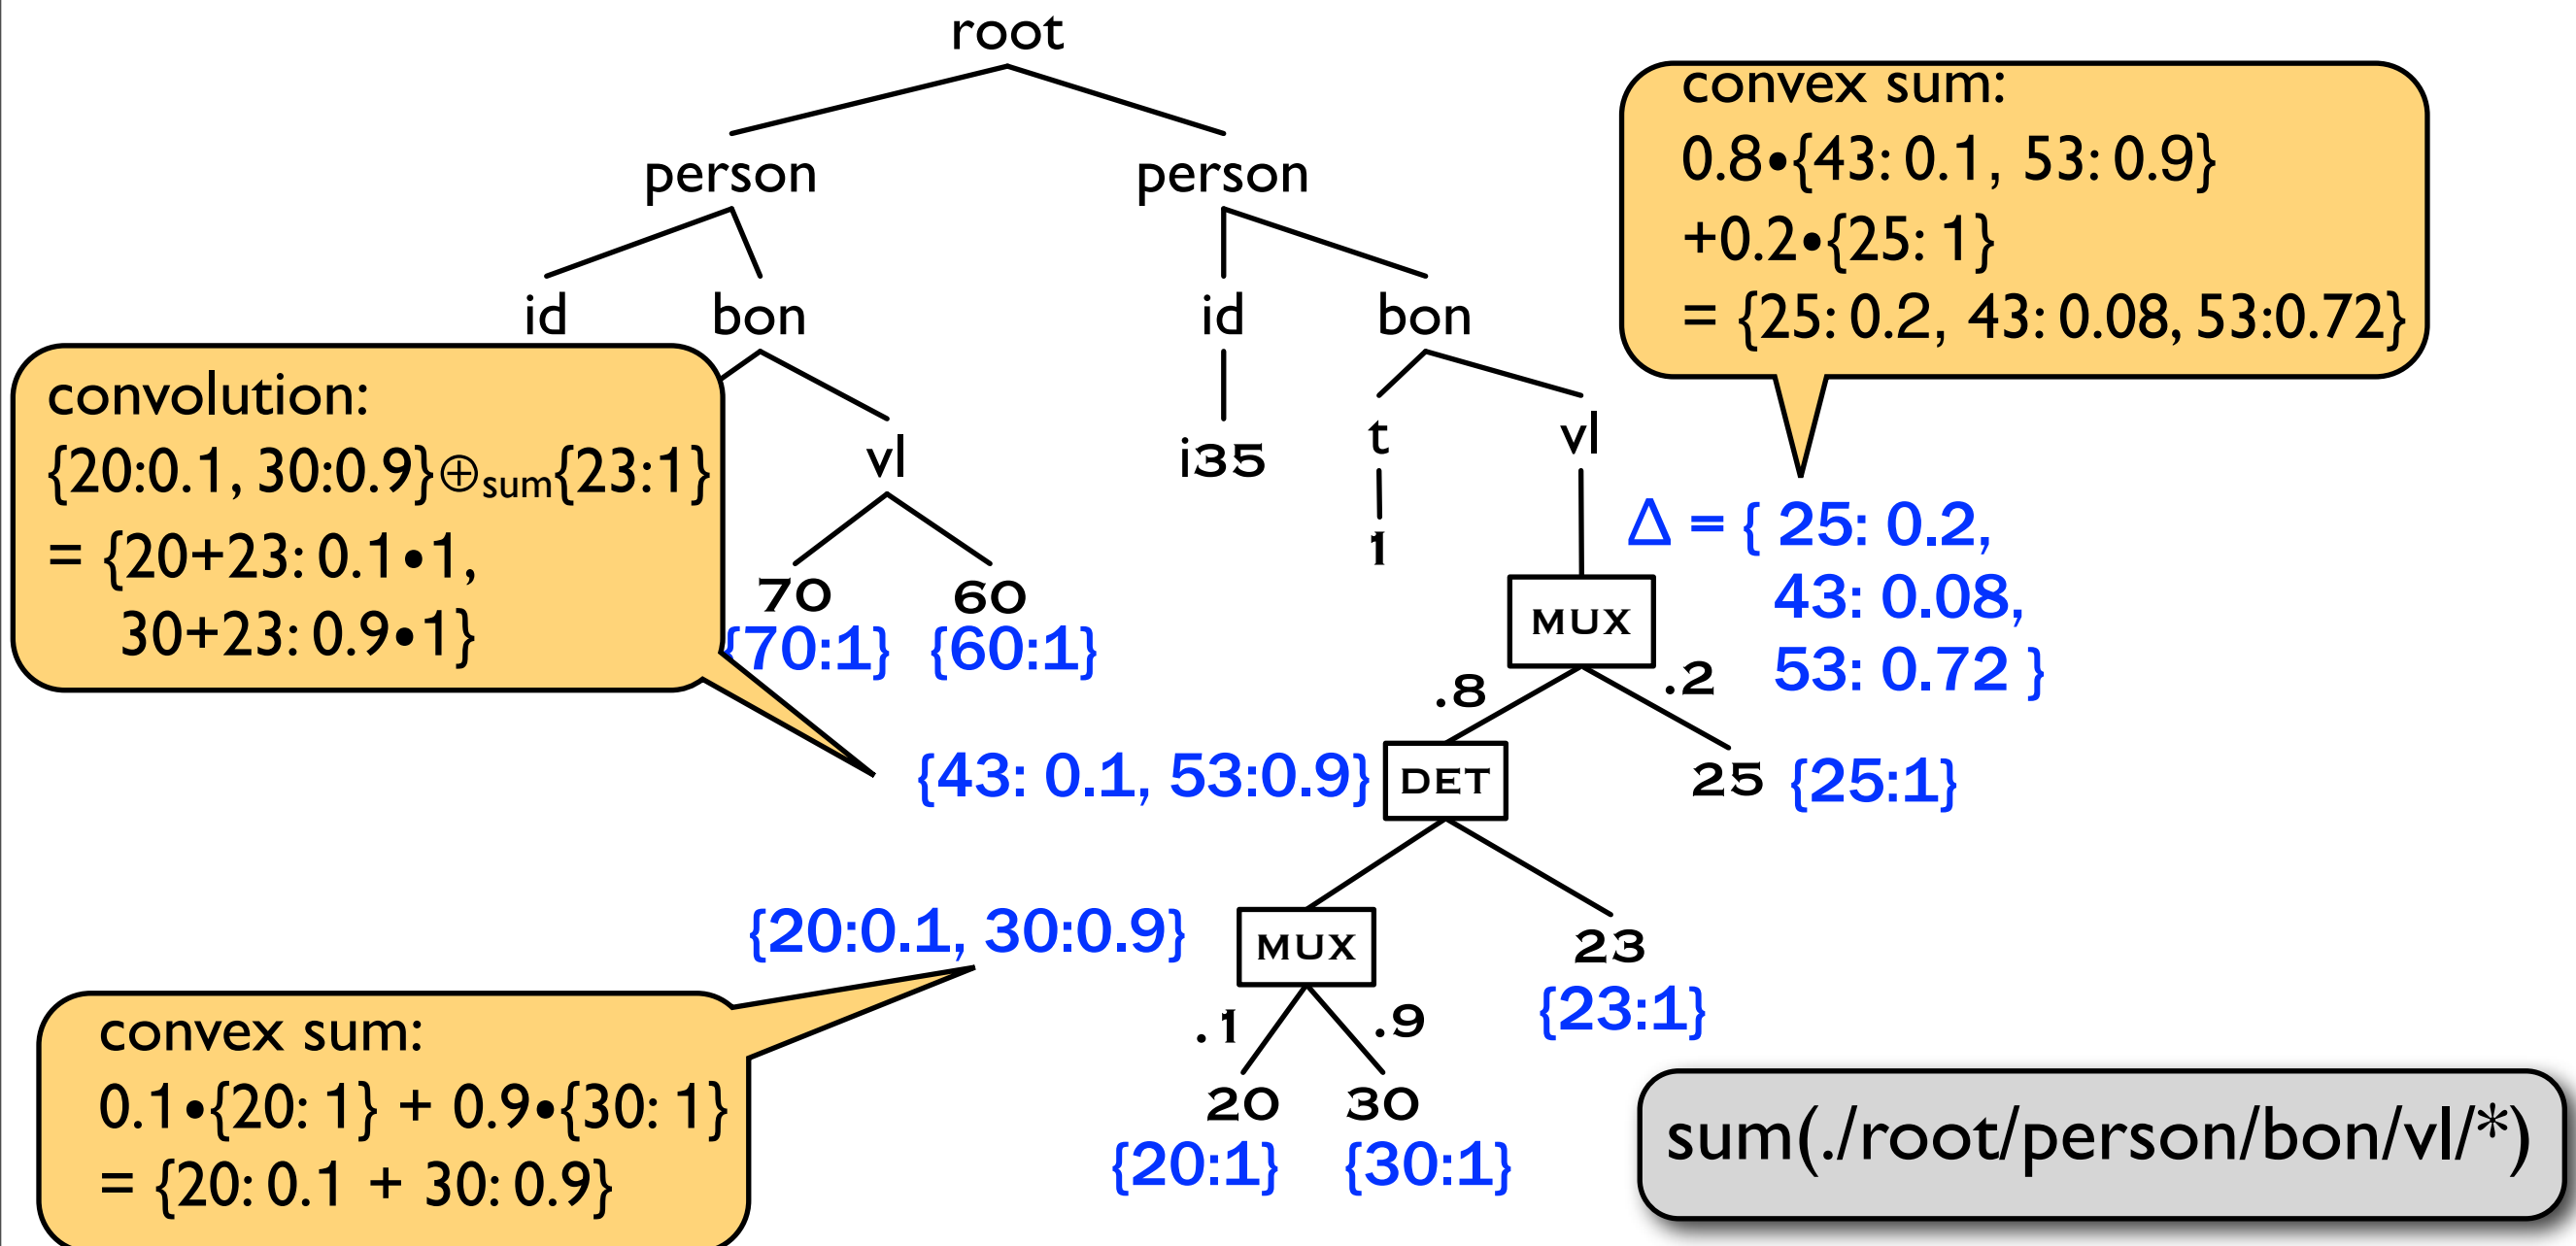 root
person
person
id
bon
id
bon
convex sum:
0.8•{43: 0.1, 53: 0.9}
+0.2•{25: 1}
= {25: 0.2, 43: 0.08, 53:0.72}
convolution:
{20:0.1, 30:0.9}⊕sum{23:1}
= {20+23: 0.1•1,
30+23: 0.9•1}
vl
i35
t
vl
1
70
60
{70:1}
{60:1}
Δ = { 25: 0.2,
43: 0.08,
53: 0.72 }
MUX
.8
.2
{43: 0.1, 53:0.9}
DET
25
{25:1}
{20:0.1, 30:0.9}
MUX
23
{23:1}
.1
.9
20
30
{20:1}
{30:1}
convex sum:
0.1•{20: 1} + 0.9•{30: 1}
= {20: 0.1 + 30: 0.9}
sum(./root/person/bon/vl/*)